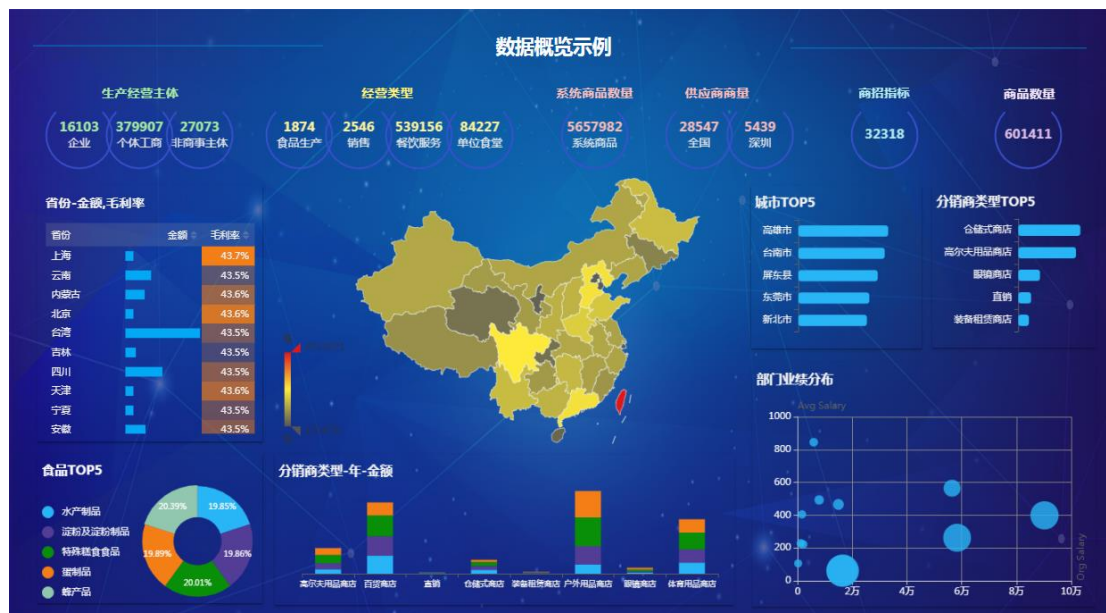 数据概览示例
生产经营主体 经营类型 系统商品数量 供应商商量 商招指标 商品数量
16103 379907 27073 1874 2546 539156 84227 5657982 28547 5439 32318 601411
企业 个体工商 非商事主体 食品生产 销售 餐饮服务 单位食堂 系统商品 全国 深圳
省份-金额,毛利率
省份 金额 毛利率
上海 43.7%
云南 43.5%
内蒙古 43.6%
北京 43.6%
台湾 43.5%
吉林 43.5%
四川 43.5%
天津 43.6%
宁夏 43.5%
安徽 43.5%
城市TOP5
高雄市
台南市
屏东县
东莞市
新北市
分销商类型TOP5
仓储式商店
高尔夫用品商店
眼镜商店
直销
装备租赁商店
部门业绩分布
Avg Salary
1000
800
600
400
200
0
0 2万 4万 6万 8万 10万
Org Salary
食品TOP5
水产制品
淀粉及淀粉制品
特殊糕食食品
蛋制品
蜂产品
20.39% 19.85%
19.89% 19.86%
20.01%
分销商类型-年-金额
高尔夫用品商店 百货商店 直销 仓储式商店 装备租赁商店 户外用品商店 眼镜商店 体育用品商店